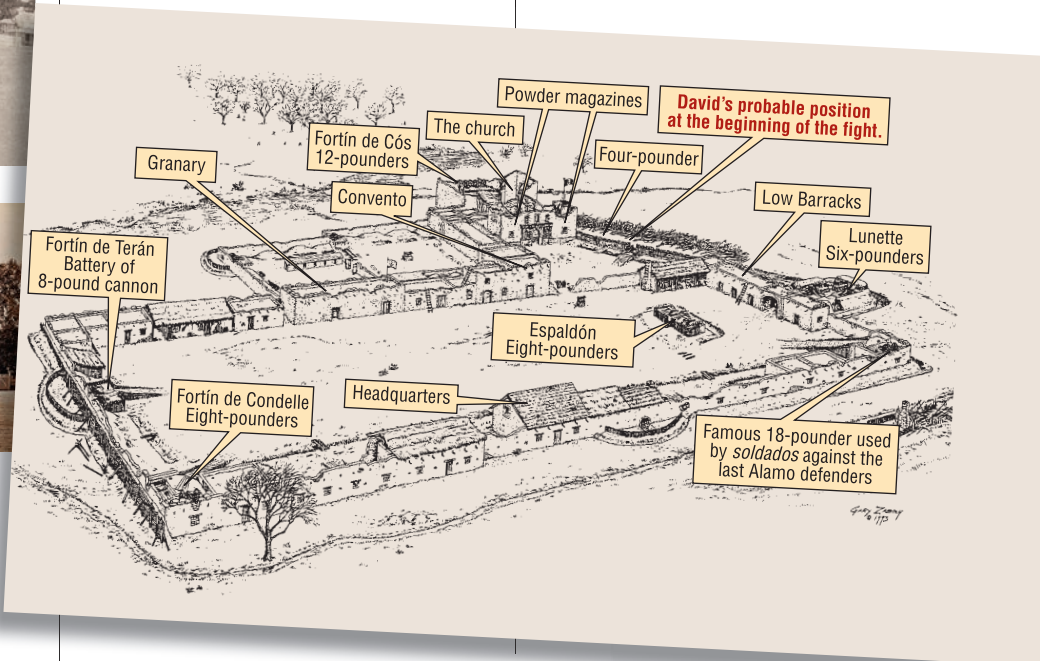 Powder magazines
David's probable position
at the beginning of the fight.
The church
Fortín de Cós
12-pounders
Four-pounder
Granary
Convento
Low Barracks
Lunette
Six-pounders
Fortín de Terán
Battery of
8-pound cannon
Espaldón
Eight-pounders
Fortín de Condelle
Eight-pounders
Headquarters
Famous 18-pounder used
by soldados against the
last Alamo defenders
© 1993